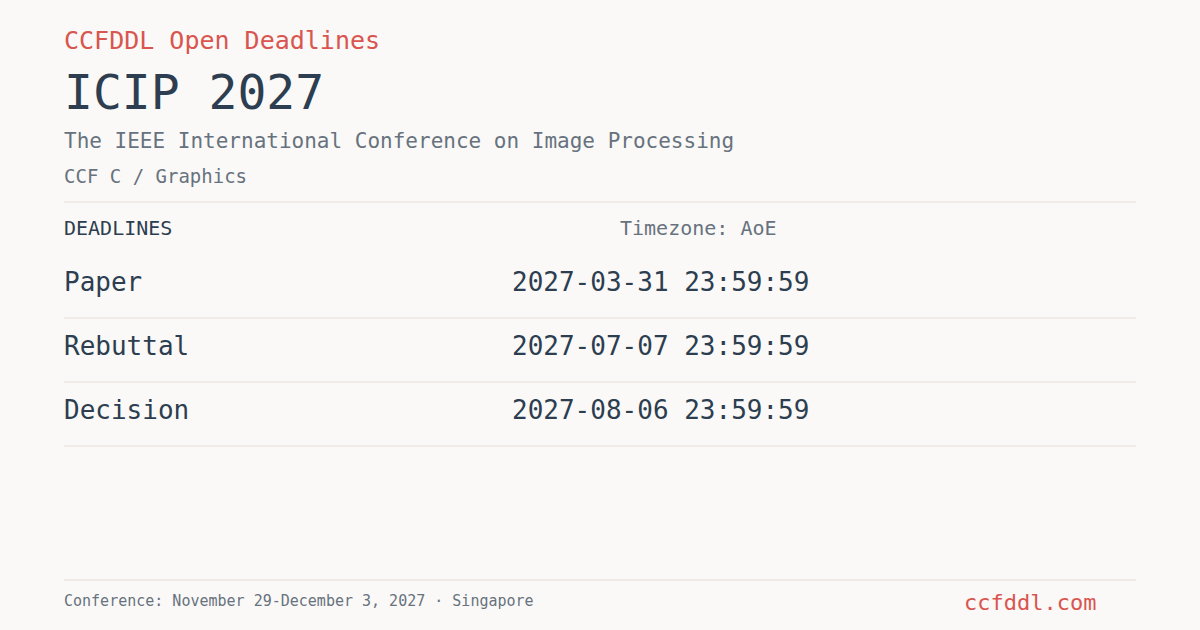 CCFDDL Open Deadlines
ICIP 2027
The IEEE International Conference on Image Processing
CCF C / Graphics
DEADLINES Timezone: AoE
Paper 2027-03-31 23:59:59
Rebuttal 2027-07-07 23:59:59
Decision 2027-08-06 23:59:59
Conference: November 29-December 3, 2027 · Singapore ccfddl.com